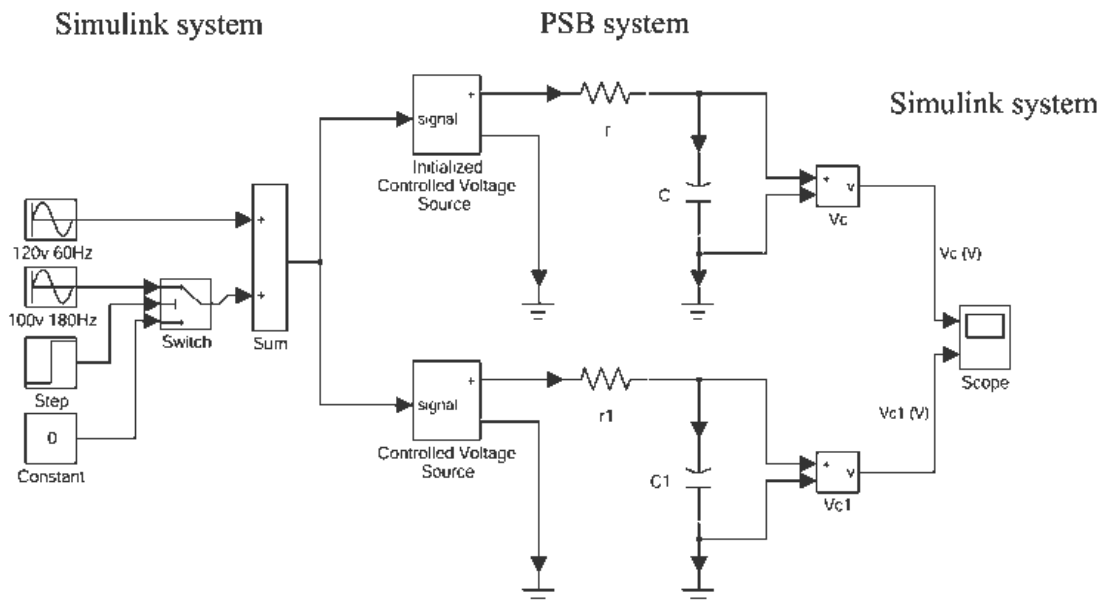 Simulink system
PSB system
Simulink system
signal
+
Initialized
Controlled Voltage
Source
r
C
+
v
Vc
Vc (V)
120v 60Hz
100v 180Hz
Switch
Step
0
Constant
+
+
Sum
signal
+
Controlled Voltage
Source
r1
C1
+
v
Vc1
Vc1 (V)
Scope